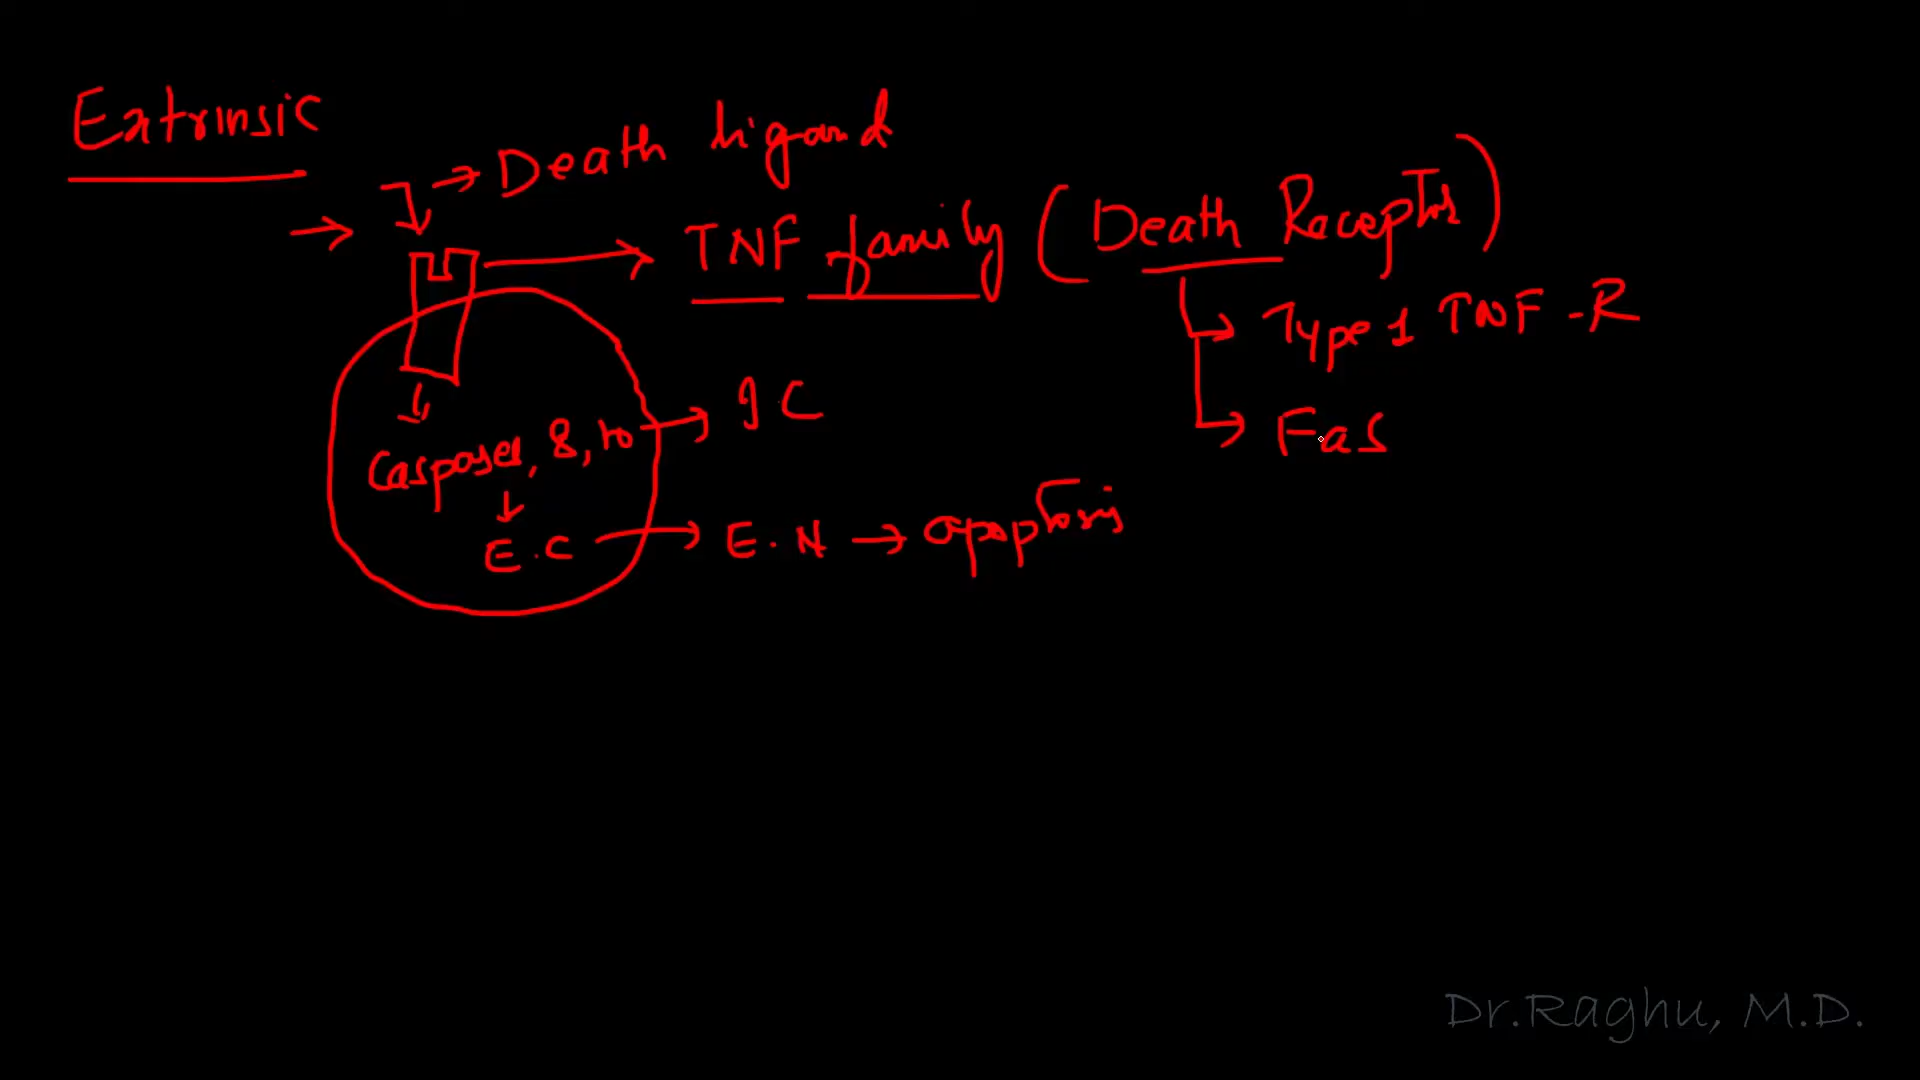 Extrinsic
Death ligand
TNF family (Death Receptor)
Type 1 TNF-R
Fas
Caspases, 8, 10
IC
E.C
E.N → apoptosis
Dr.Raghu, M.D.